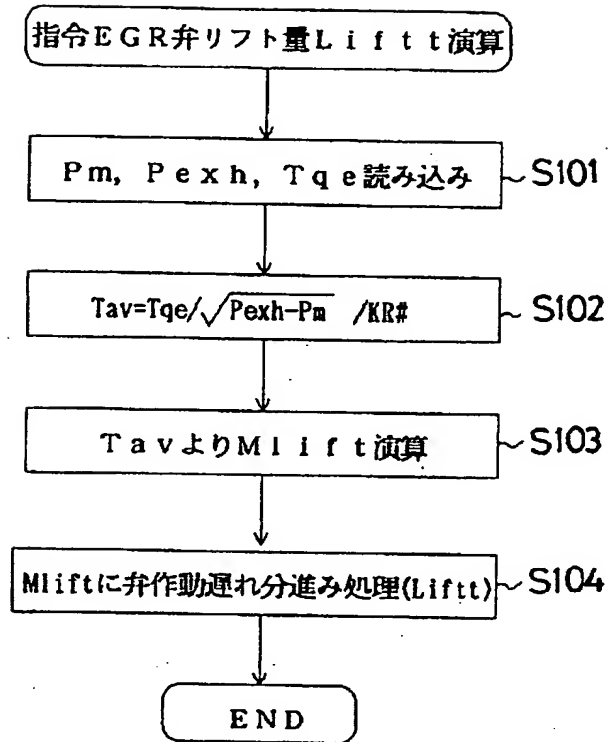 指令EGR弁リフト量Liftt演算
Pm, Pexh, Tqe読み込み
S101
Tav=Tqe/√Pexh-Pm /KR#
S102
TavよりMlift演算
S103
Mliftに弁作動遅れ分進み処理(Liftt)
S104
END